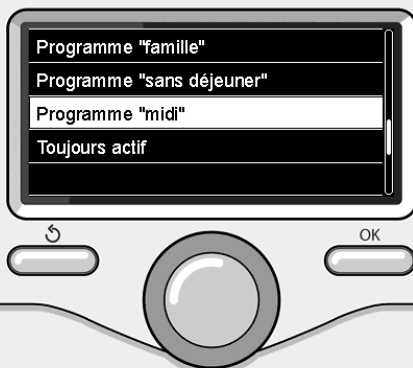 Programme "famille"
Programme "sans déjeuner"
Programme "midi"
Toujours actif
OK